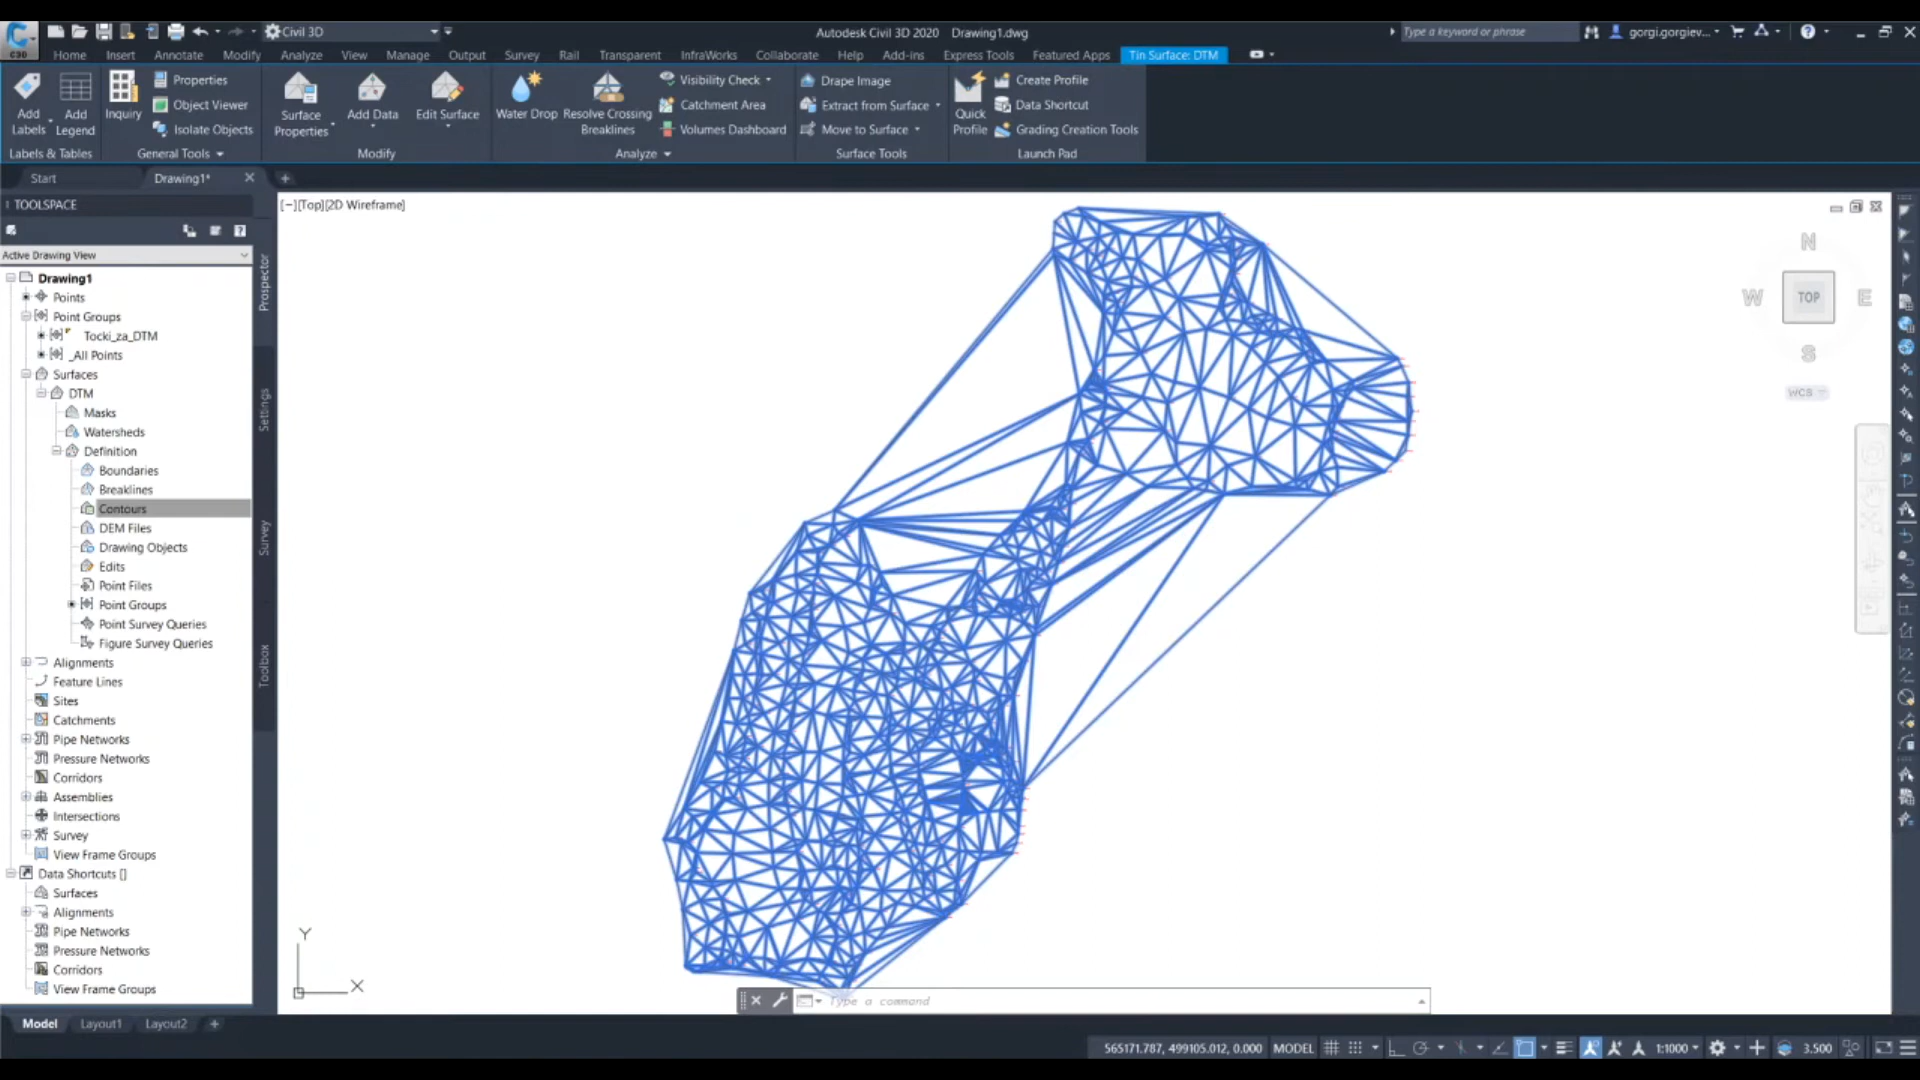 Civil 3D
Autodesk Civil 3D 2020 Drawing1.dwg
Type a keyword or phrase
gorgi.gorgiev...
C3D
Home Insert Annotate Modify Analyze View Manage Output Survey Rail Transparent InfraWorks Collaborate Help Add-ins Express Tools Featured Apps Tin Surface: DTM
Add Labels
Add Legend
Labels & Tables
Inquiry
Properties
Object Viewer
Isolate Objects
General Tools
Surface Properties
Add Data
Edit Surface
Modify
Water Drop
Resolve Crossing Breaklines
Visibility Check
Catchment Area
Volumes Dashboard
Analyze
Drape Image
Extract from Surface
Move to Surface
Surface Tools
Quick Profile
Create Profile
Data Shortcut
Grading Creation Tools
Launch Pad
Start Drawing1*
TOOLSPACE
Active Drawing View
Drawing1
Points
Point Groups
Tocki_za_DTM
_All Points
Surfaces
DTM
Masks
Watersheds
Definition
Boundaries
Breaklines
Contours
DEM Files
Drawing Objects
Edits
Point Files
Point Groups
Point Survey Queries
Figure Survey Queries
Alignments
Feature Lines
Sites
Catchments
Pipe Networks
Pressure Networks
Corridors
Assemblies
Intersections
Survey
View Frame Groups
Data Shortcuts []
Surfaces
Alignments
Pipe Networks
Pressure Networks
Corridors
View Frame Groups
Prospector
Settings
Survey
Toolbox
[−][Top][2D Wireframe]
N
W TOP E
S
WCS
Y
X
Type a command
Model Layout1 Layout2
565171.787, 499105.012, 0.000 MODEL 1:1000 3.500